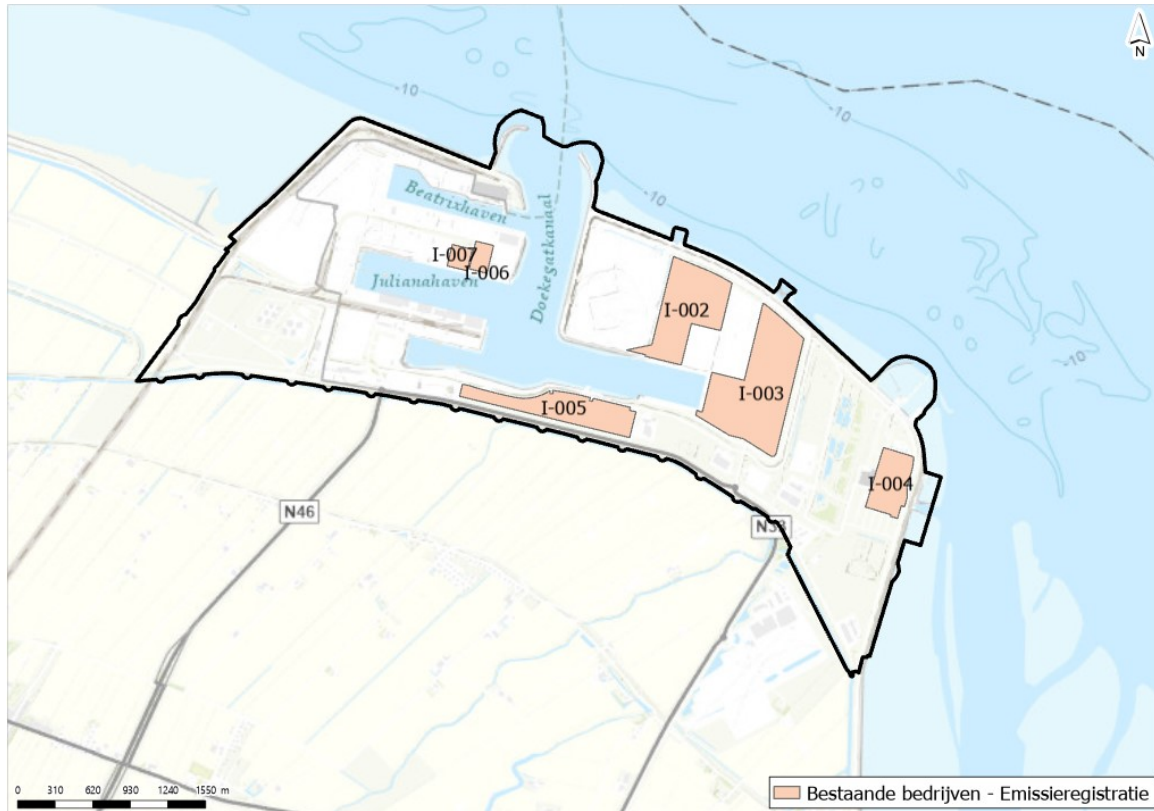 N
-10
-10
-10
Beatrixhaven
Doekegatkanaal
I-007
I-006
Julianahaven
I-002
I-003
I-005
I-004
N46
N33
0 310 620 930 1240 1550 m
Bestaande bedrijven - Emissieregistratie